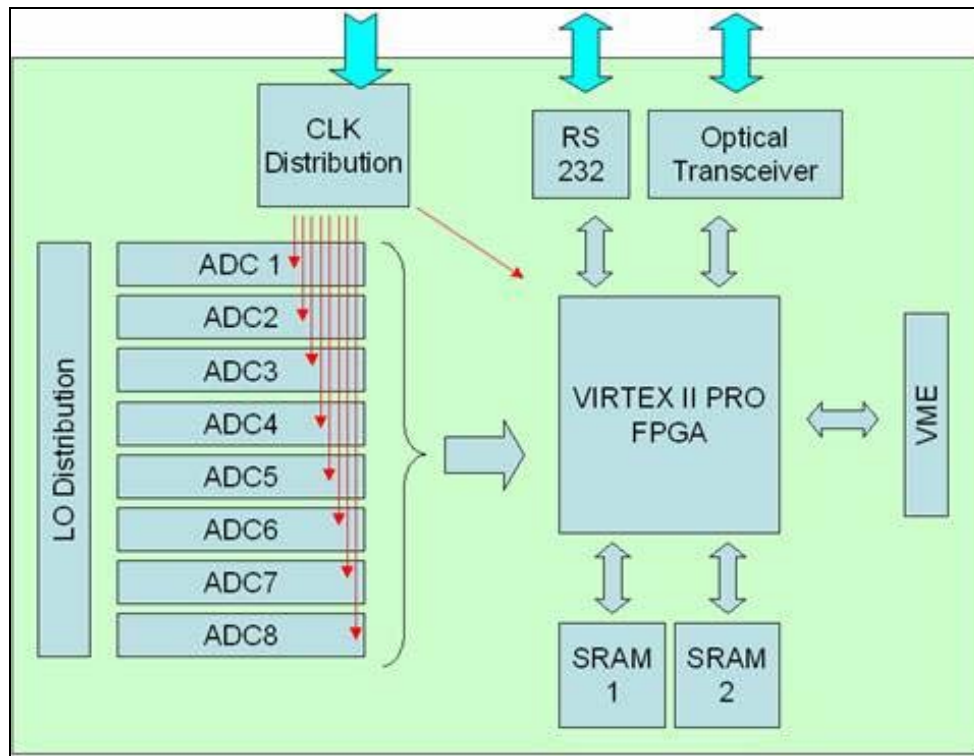 CLK
Distribution
RS
232
Optical
Transceiver
LO Distribution
ADC 1
ADC2
ADC3
ADC4
ADC5
ADC6
ADC7
ADC8
VIRTEX II PRO
FPGA
VME
SRAM
1
SRAM
2